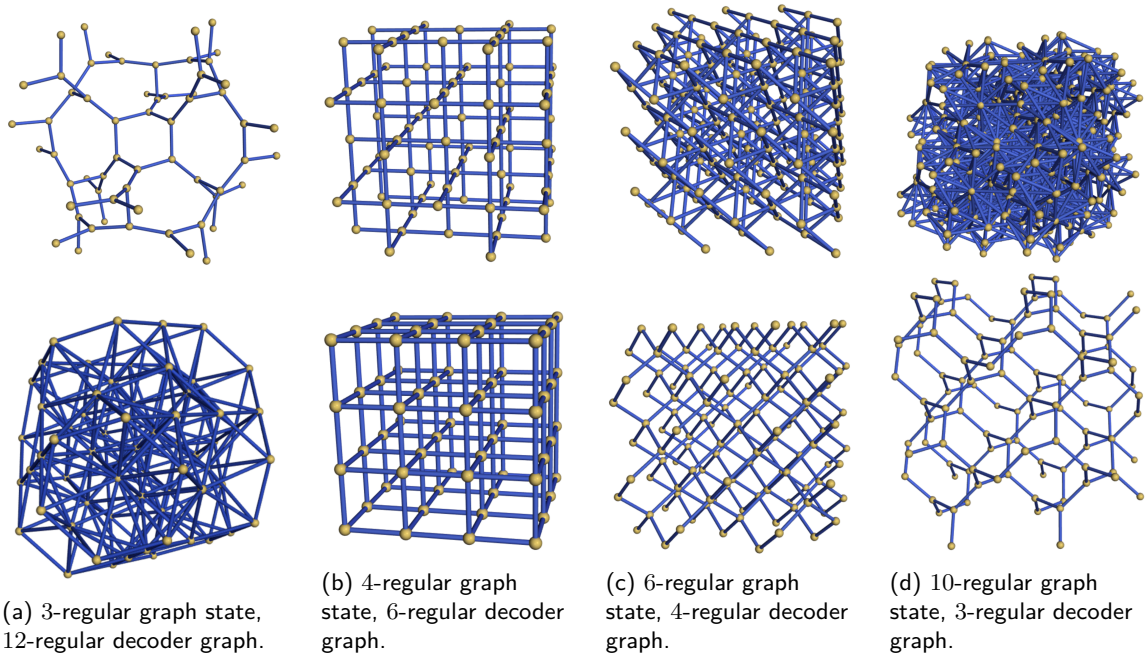 (a) 3-regular graph state,
12-regular decoder graph.
(b) 4-regular graph
state, 6-regular decoder
graph.
(c) 6-regular graph
state, 4-regular decoder
graph.
(d) 10-regular graph
state, 3-regular decoder
graph.